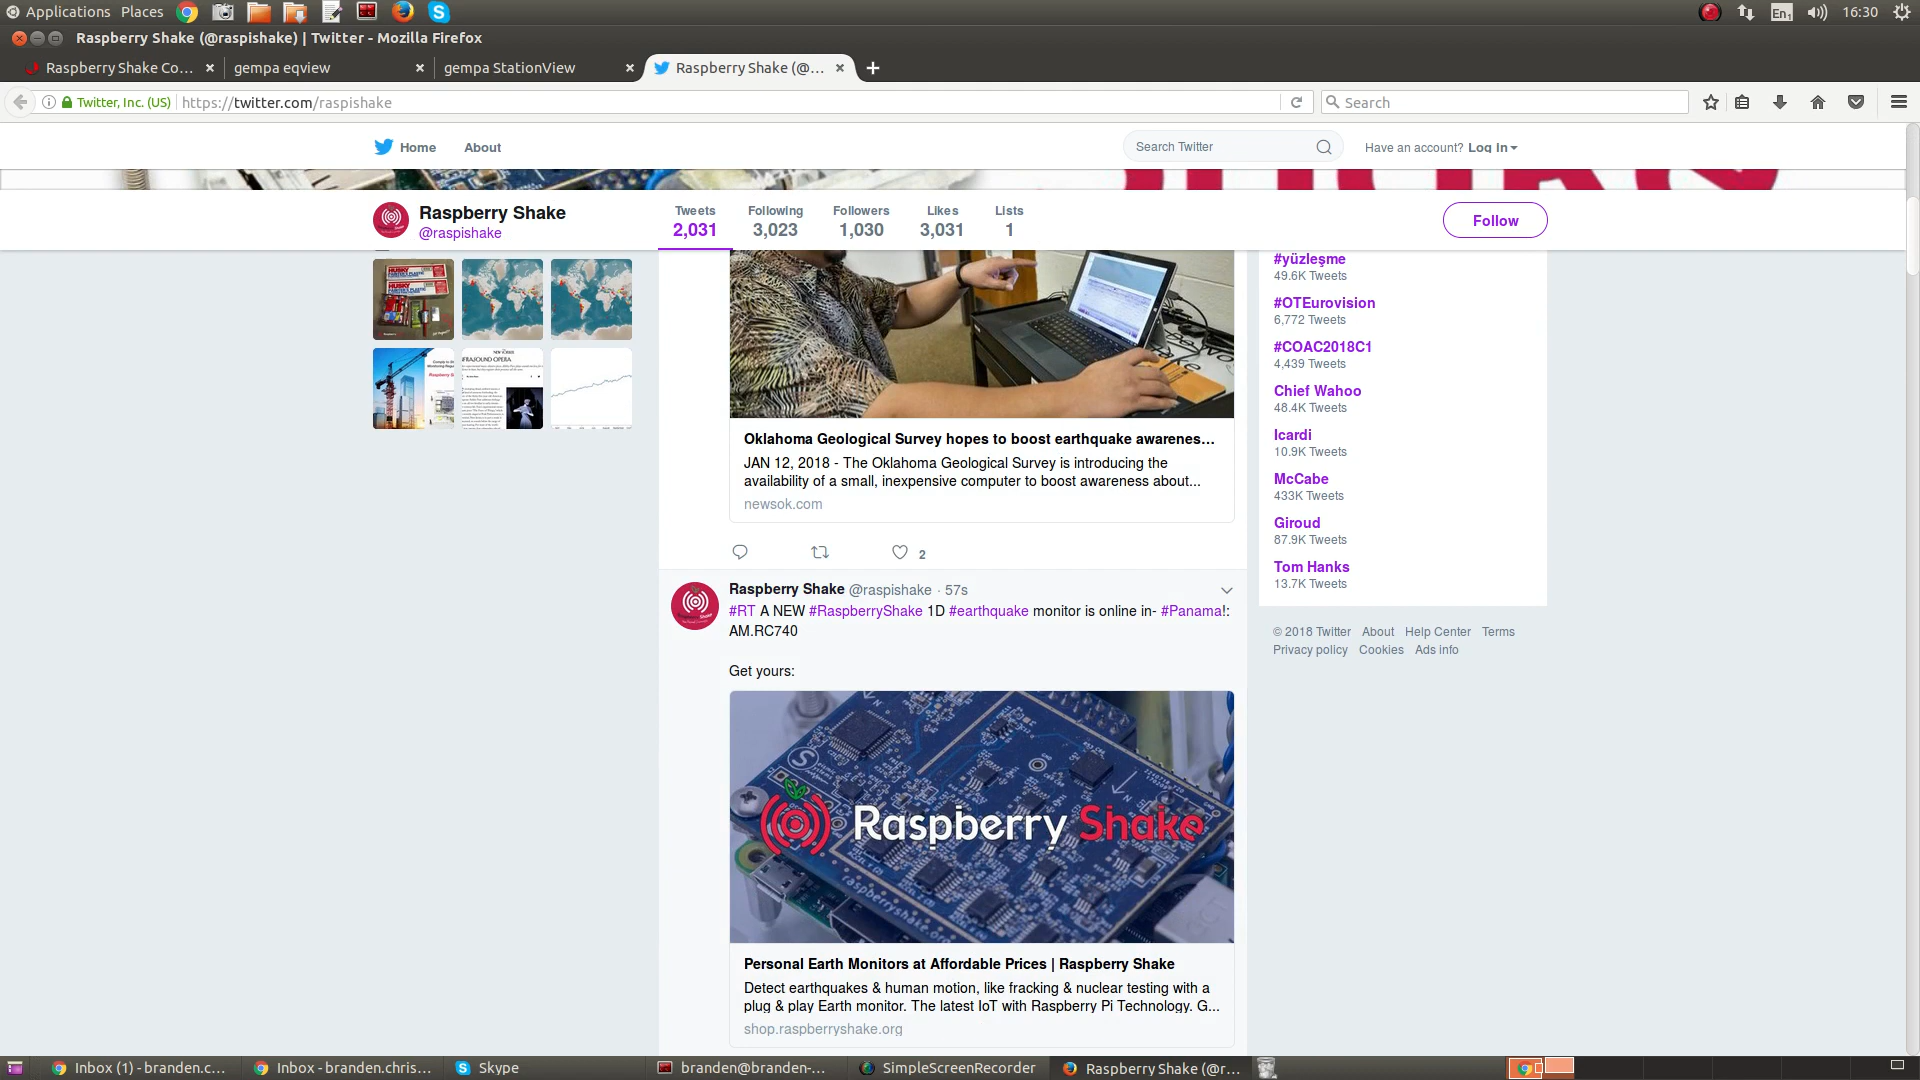 Applications Places
En1 16:30
Raspberry Shake (@raspishake) | Twitter - Mozilla Firefox
Raspberry Shake Co... × gempa eqview × gempa StationView × Raspberry Shake (@... ×
Twitter, Inc. (US) https://twitter.com/raspishake Search
Home About Search Twitter Have an account? Log in
Raspberry Shake
@raspishake
Tweets Following Followers Likes Lists
2,031 3,023 1,030 3,031 1
Follow
HUSKY
HUSKY
#yüzleşme
49.6K Tweets
#OTEurovision
6,772 Tweets
#COAC2018C1
4,439 Tweets
Chief Wahoo
48.4K Tweets
Icardi
10.9K Tweets
McCabe
433K Tweets
Giroud
87.9K Tweets
Tom Hanks
13.7K Tweets
© 2018 Twitter About Help Center Terms
Privacy policy Cookies Ads info
Oklahoma Geological Survey hopes to boost earthquake awarenes...
JAN 12, 2018 - The Oklahoma Geological Survey is introducing the
availability of a small, inexpensive computer to boost awareness about...
newsok.com
2
Raspberry Shake @raspishake · 57s
#RT A NEW #RaspberryShake 1D #earthquake monitor is online in- #Panama!:
AM.RC740
Get yours:
Raspberry Shake
raspberryshake.org
Personal Earth Monitors at Affordable Prices | Raspberry Shake
Detect earthquakes & human motion, like fracking & nuclear testing with a
plug & play Earth monitor. The latest IoT with Raspberry Pi Technology. G...
shop.raspberryshake.org
Inbox (1) - branden.c... Inbox - branden.chris... Skype branden@branden-... SimpleScreenRecorder Raspberry Shake (@r...